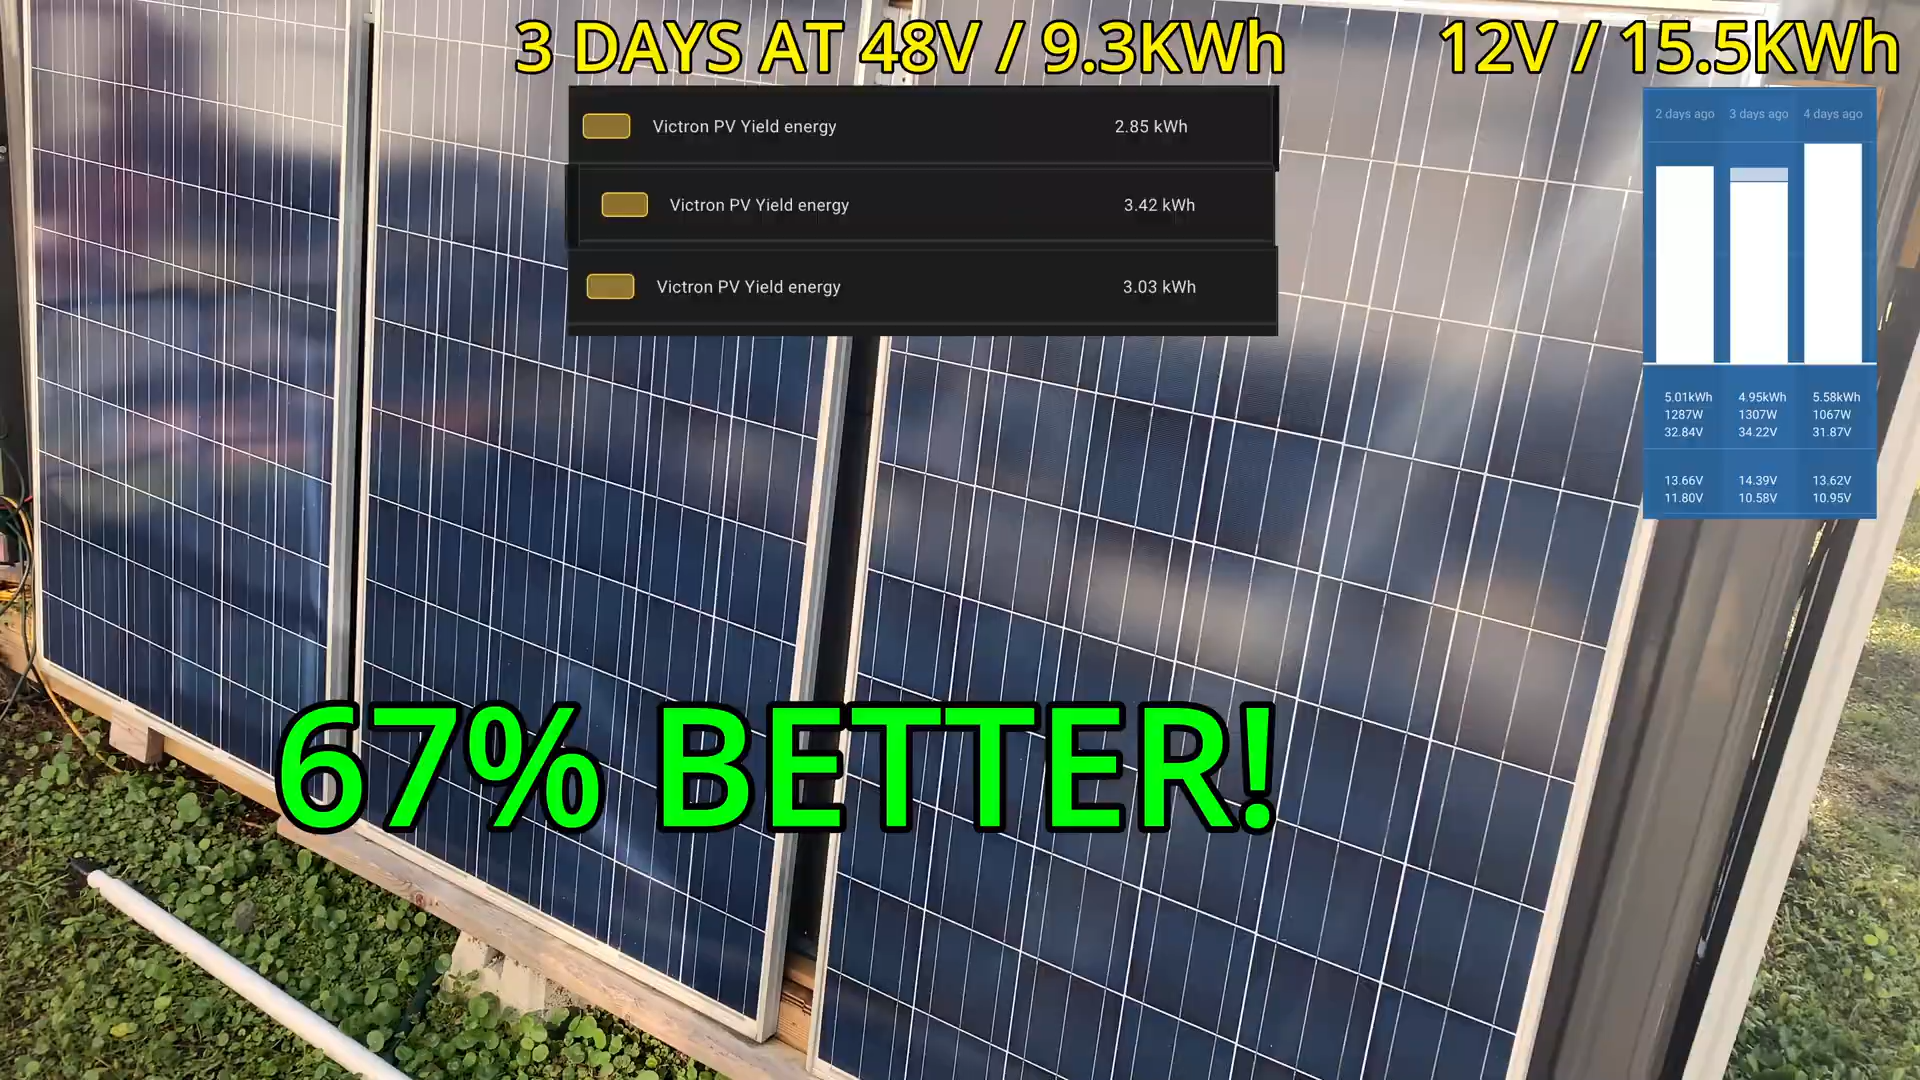 3 DAYS AT 48V / 9.3KWh
12V / 15.5KWh
Victron PV Yield energy 2.85 kWh
Victron PV Yield energy 3.42 kWh
Victron PV Yield energy 3.03 kWh
2 days ago 3 days ago 4 days ago
5.01kWh 4.95kWh 5.58kWh
1287W 1307W 1067W
32.84V 34.22V 31.87V
13.66V 14.39V 13.62V
11.80V 10.58V 10.95V
67% BETTER!